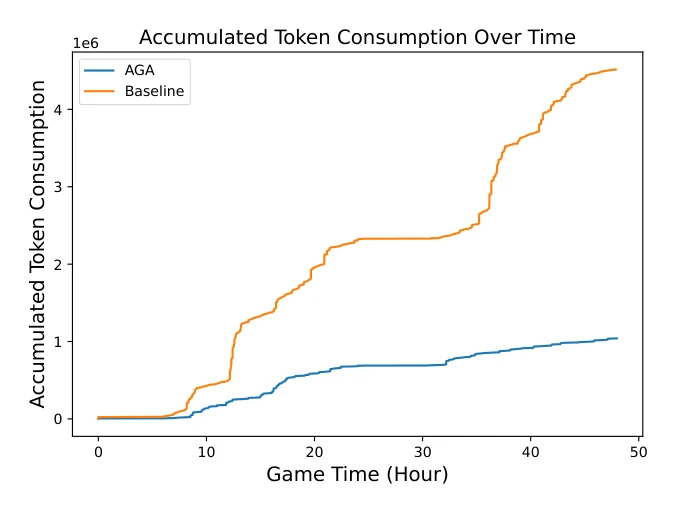 Accumulated Token Consumption Over Time
1e6
AGA
Baseline
Accumulated Token Consumption
4
3
2
1
0
0 10 20 30 40 50
Game Time (Hour)